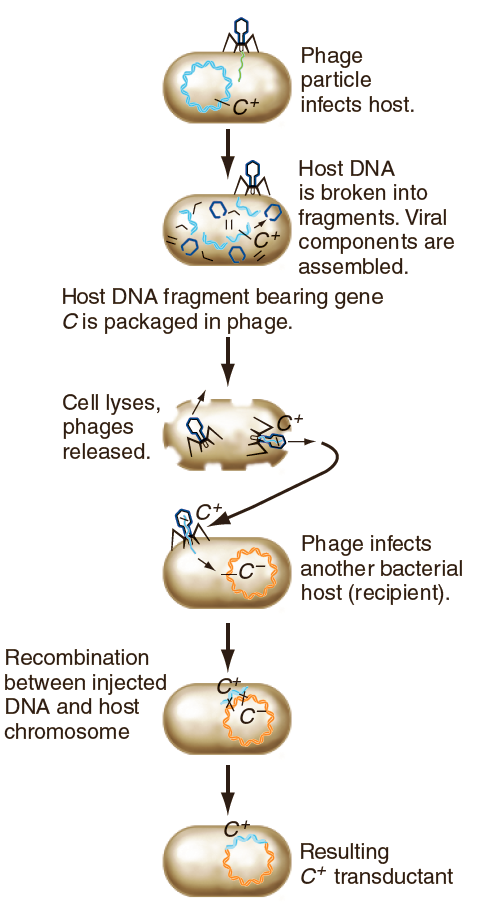 Phage
particle
infects host.
C+
Host DNA
is broken into
fragments. Viral
components are
assembled.
C+
Host DNA fragment bearing gene
C is packaged in phage.
Cell lyses,
phages
released.
C+
C+
Phage infects
another bacterial
host (recipient).
C–
Recombination
between injected
DNA and host
chromosome
C+
C–
C+
Resulting
C+ transductant